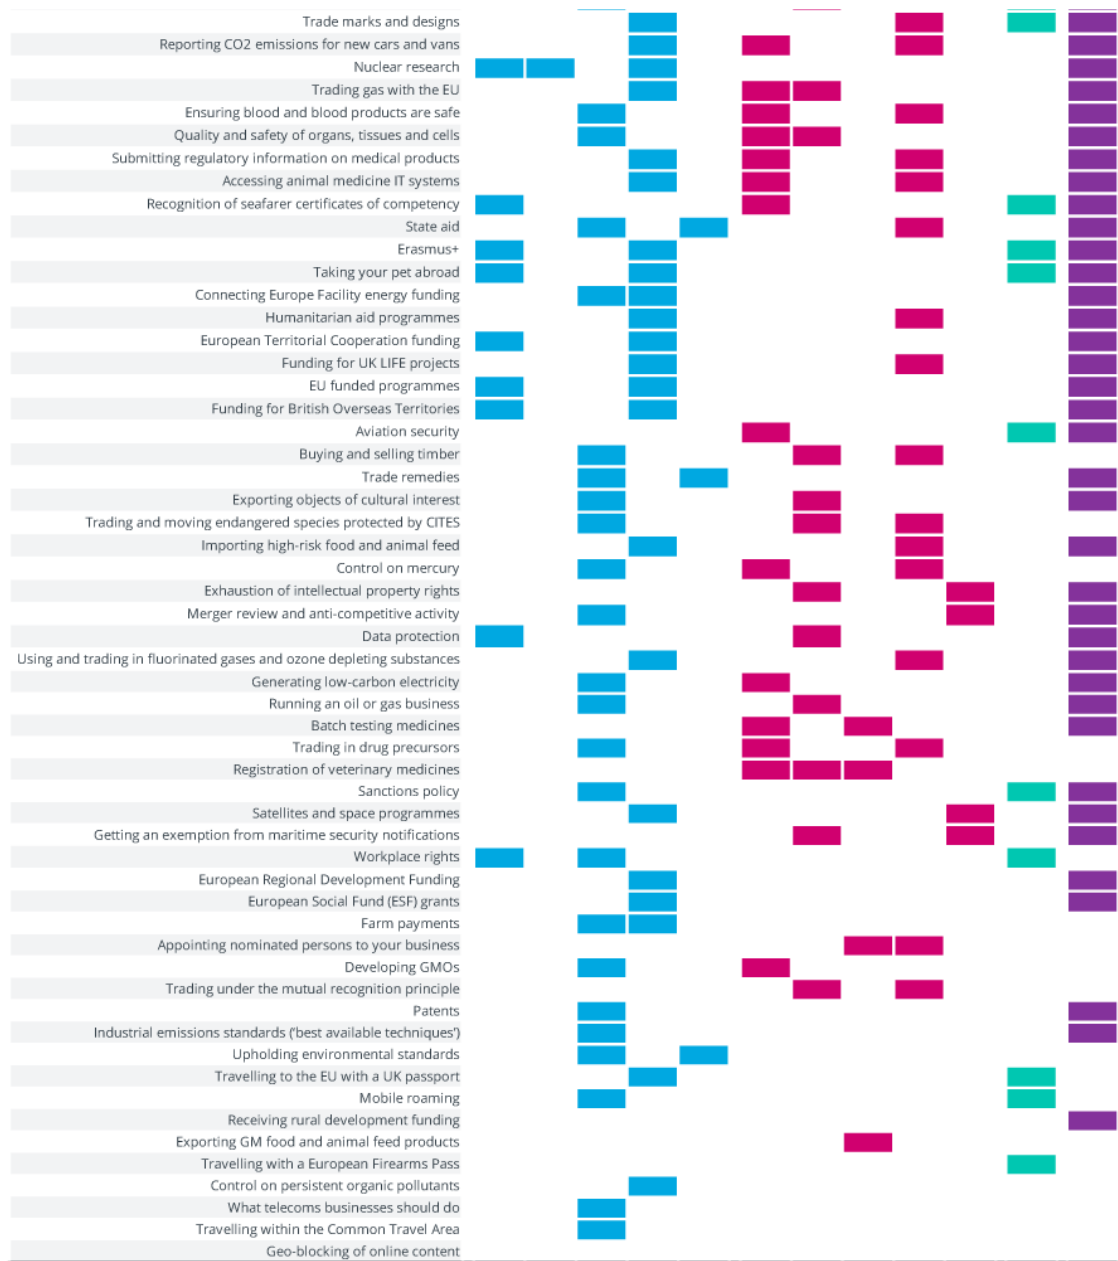 Trade marks and designs
Reporting CO2 emissions for new cars and vans
Nuclear research
Trading gas with the EU
Ensuring blood and blood products are safe
Quality and safety of organs, tissues and cells
Submitting regulatory information on medical products
Accessing animal medicine IT systems
Recognition of seafarer certificates of competency
State aid
Erasmus+
Taking your pet abroad
Connecting Europe Facility energy funding
Humanitarian aid programmes
European Territorial Cooperation funding
Funding for UK LIFE projects
EU funded programmes
Funding for British Overseas Territories
Aviation security
Buying and selling timber
Trade remedies
Exporting objects of cultural interest
Trading and moving endangered species protected by CITES
Importing high-risk food and animal feed
Control on mercury
Exhaustion of intellectual property rights
Merger review and anti-competitive activity
Data protection
Using and trading in fluorinated gases and ozone depleting substances
Generating low-carbon electricity
Running an oil or gas business
Batch testing medicines
Trading in drug precursors
Registration of veterinary medicines
Sanctions policy
Satellites and space programmes
Getting an exemption from maritime security notifications
Workplace rights
European Regional Development Funding
European Social Fund (ESF) grants
Farm payments
Appointing nominated persons to your business
Developing GMOs
Trading under the mutual recognition principle
Patents
Industrial emissions standards (‘best available techniques’)
Upholding environmental standards
Travelling to the EU with a UK passport
Mobile roaming
Receiving rural development funding
Exporting GM food and animal feed products
Travelling with a European Firearms Pass
Control on persistent organic pollutants
What telecoms businesses should do
Travelling within the Common Travel Area
Geo-blocking of online content